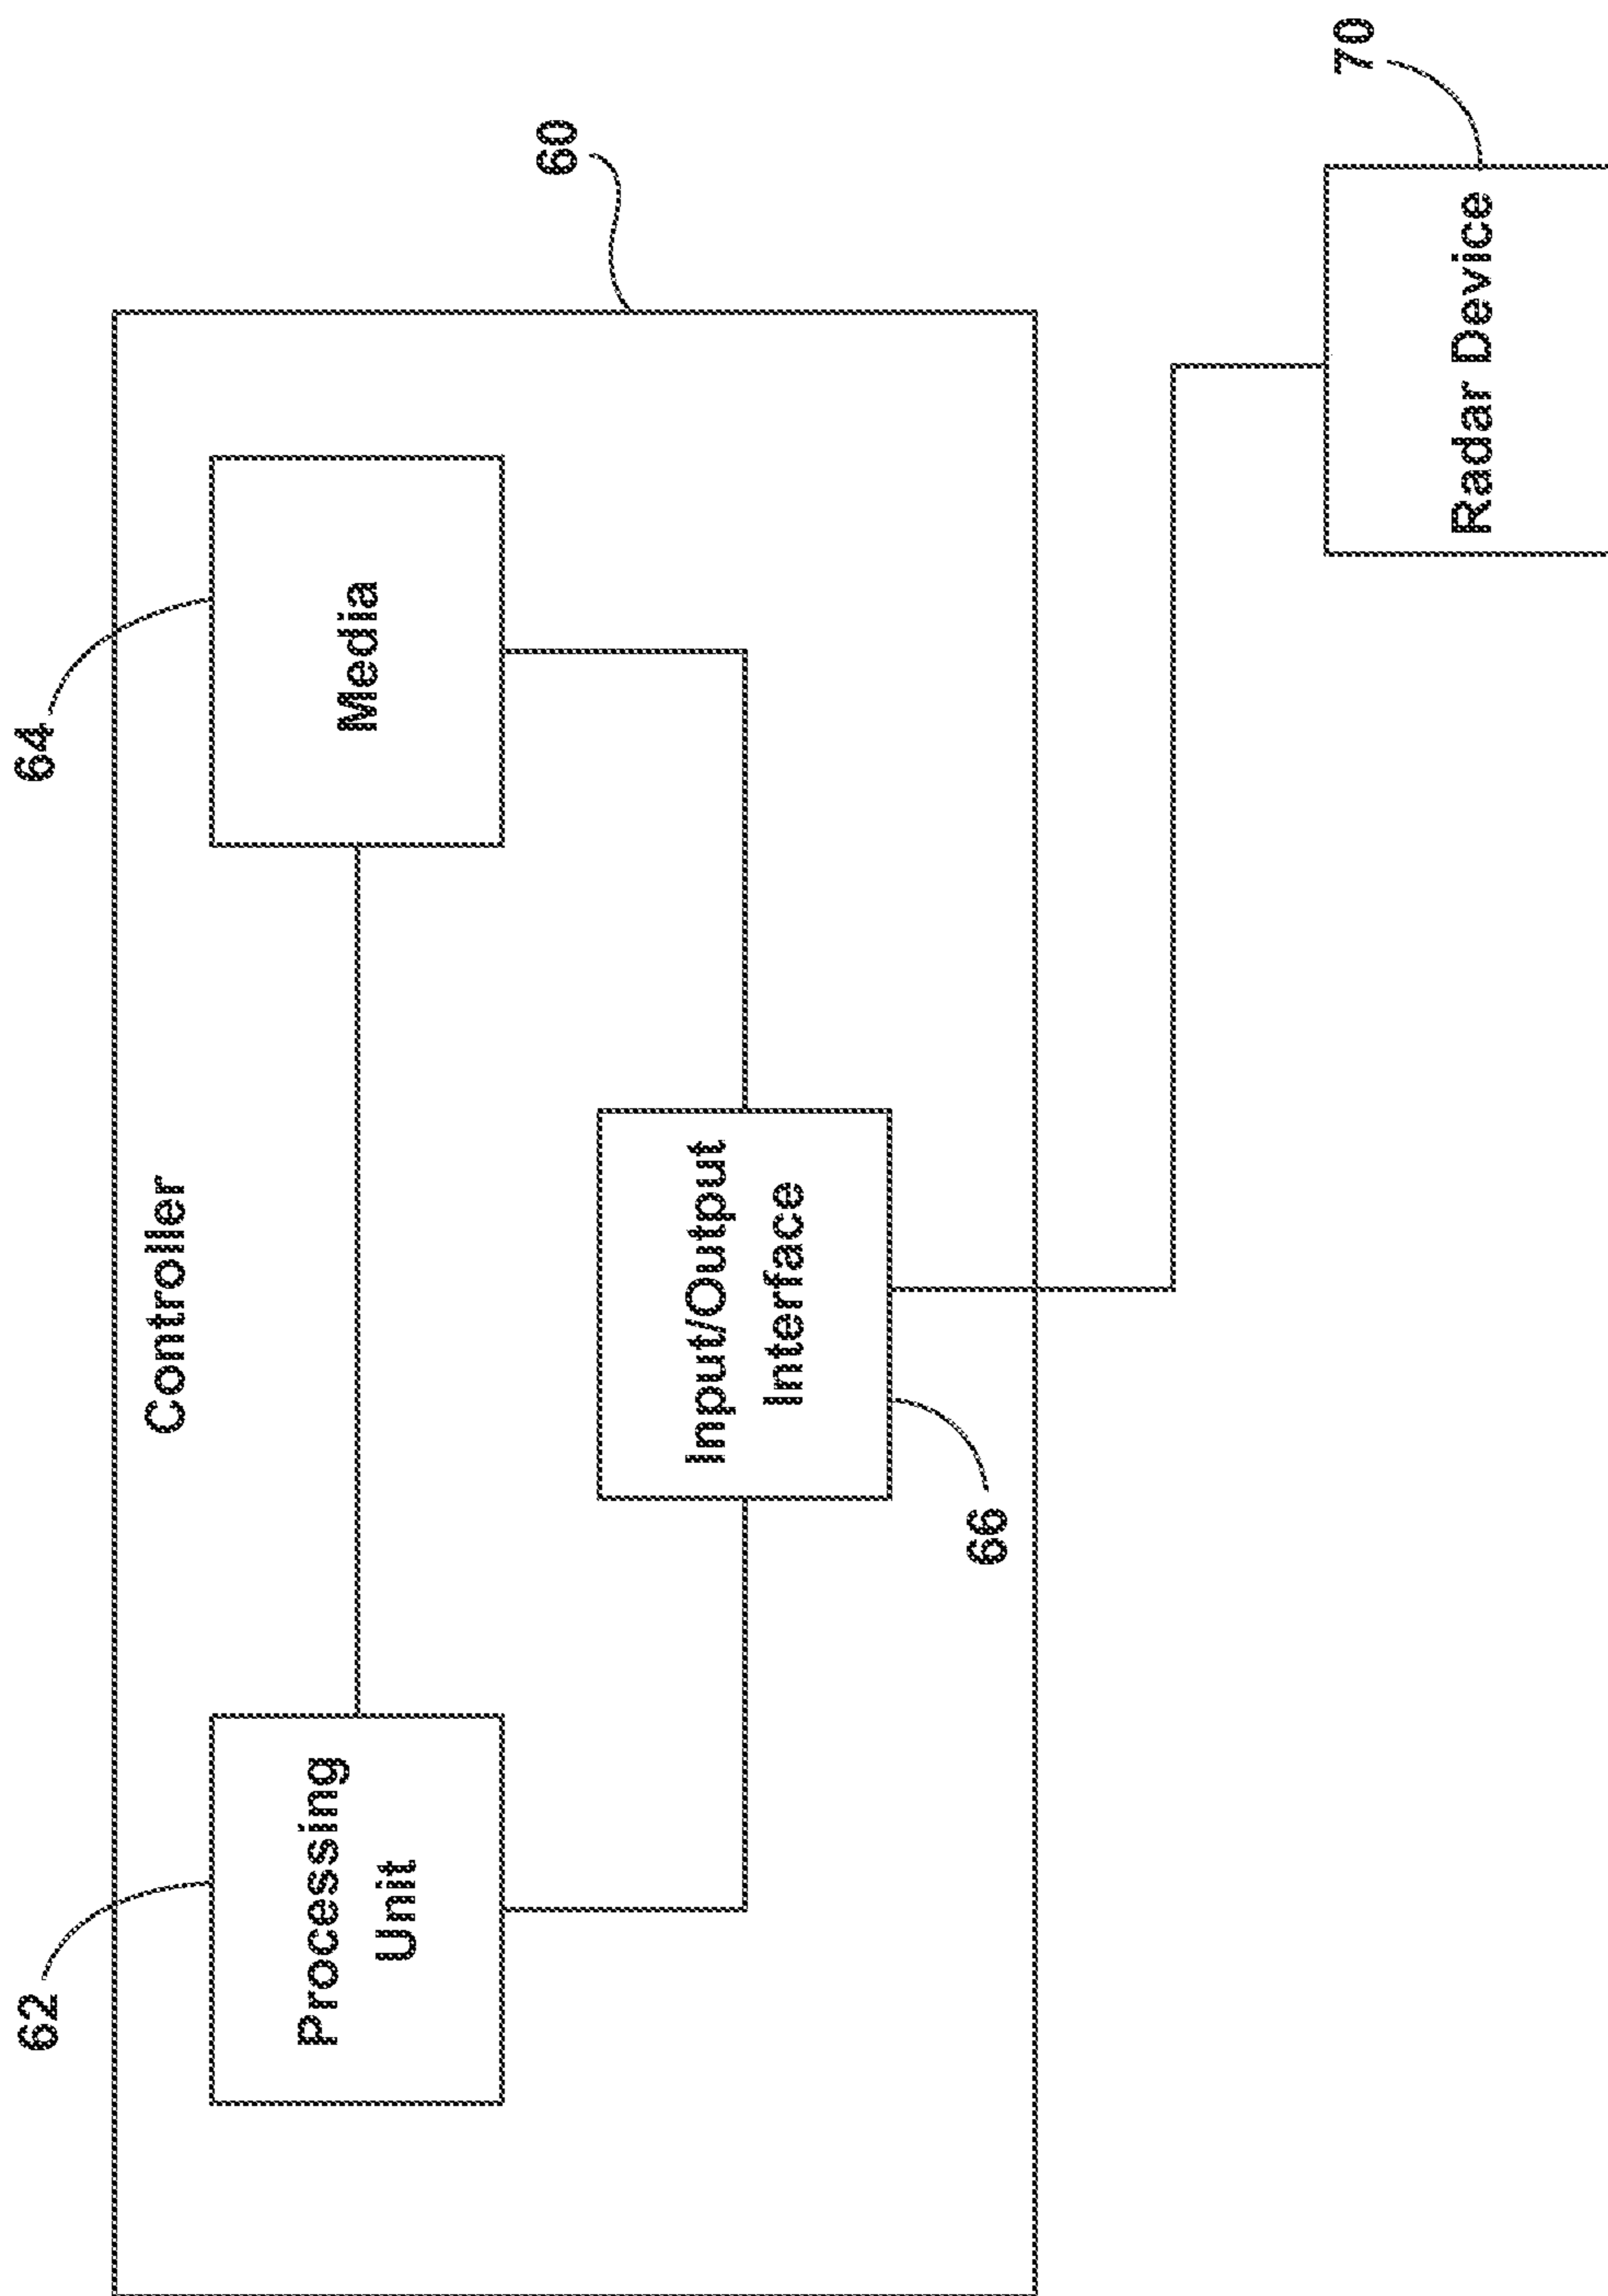 Controller
60
62
Processing
Unit
64
Media
66
Input/Output
Interface
70
Radar Device